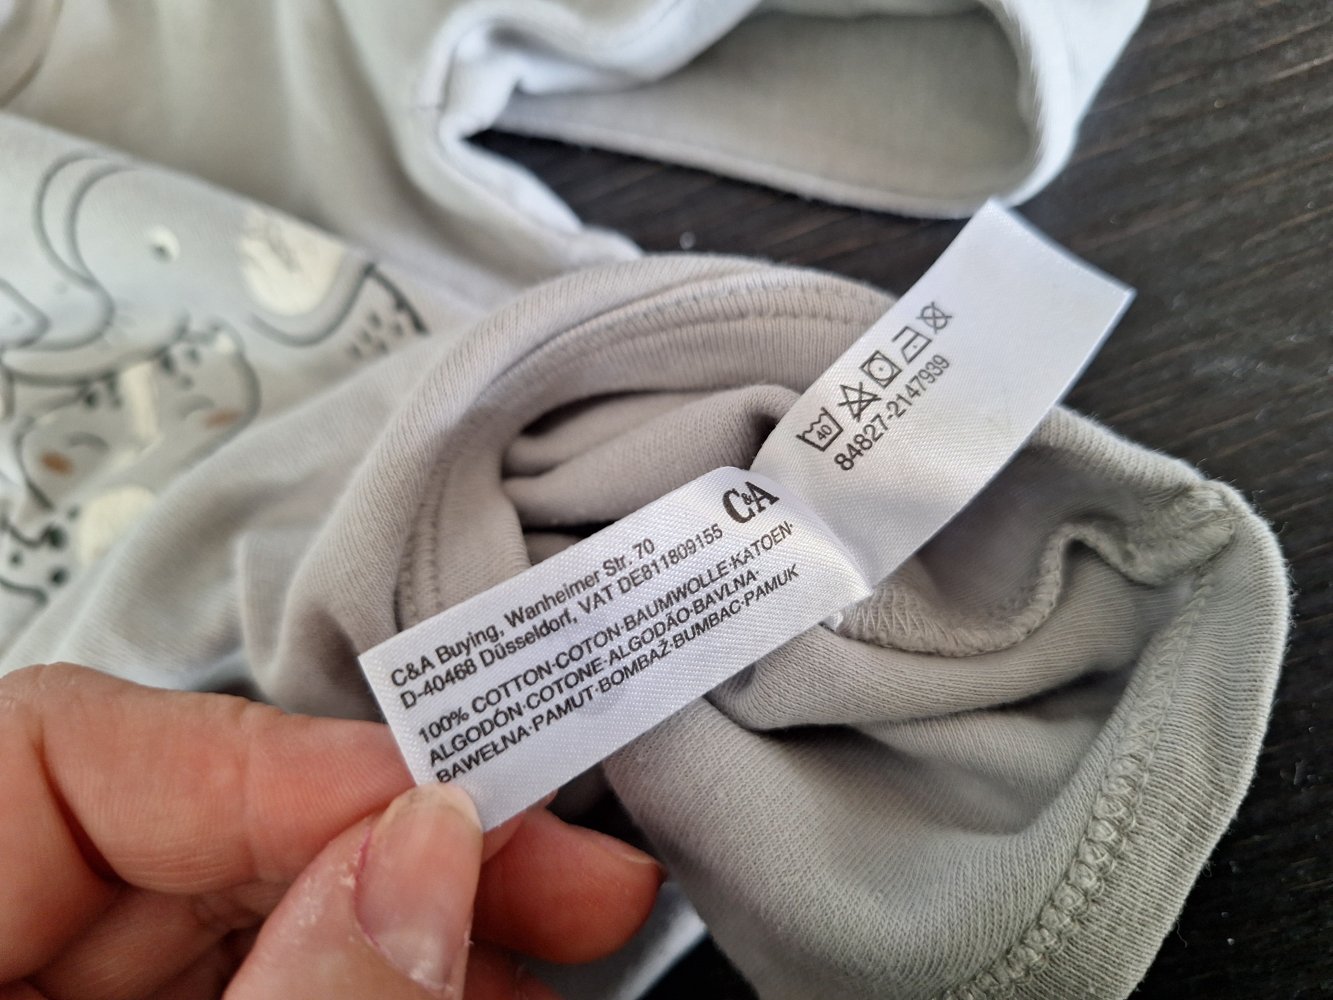 C&A
C&A Buying, Wanheimer Str. 70
D-40468 Düsseldorf, VAT DE811809155
100% COTTON·COTON·BAUMWOLLE·KATOEN·
ALGODÓN·COTONE·ALGODÃO·BAVLNA·
BAWEŁNA·PAMUT·BOMBAŽ·BUMBAC·PAMUK
40
84827-2147939